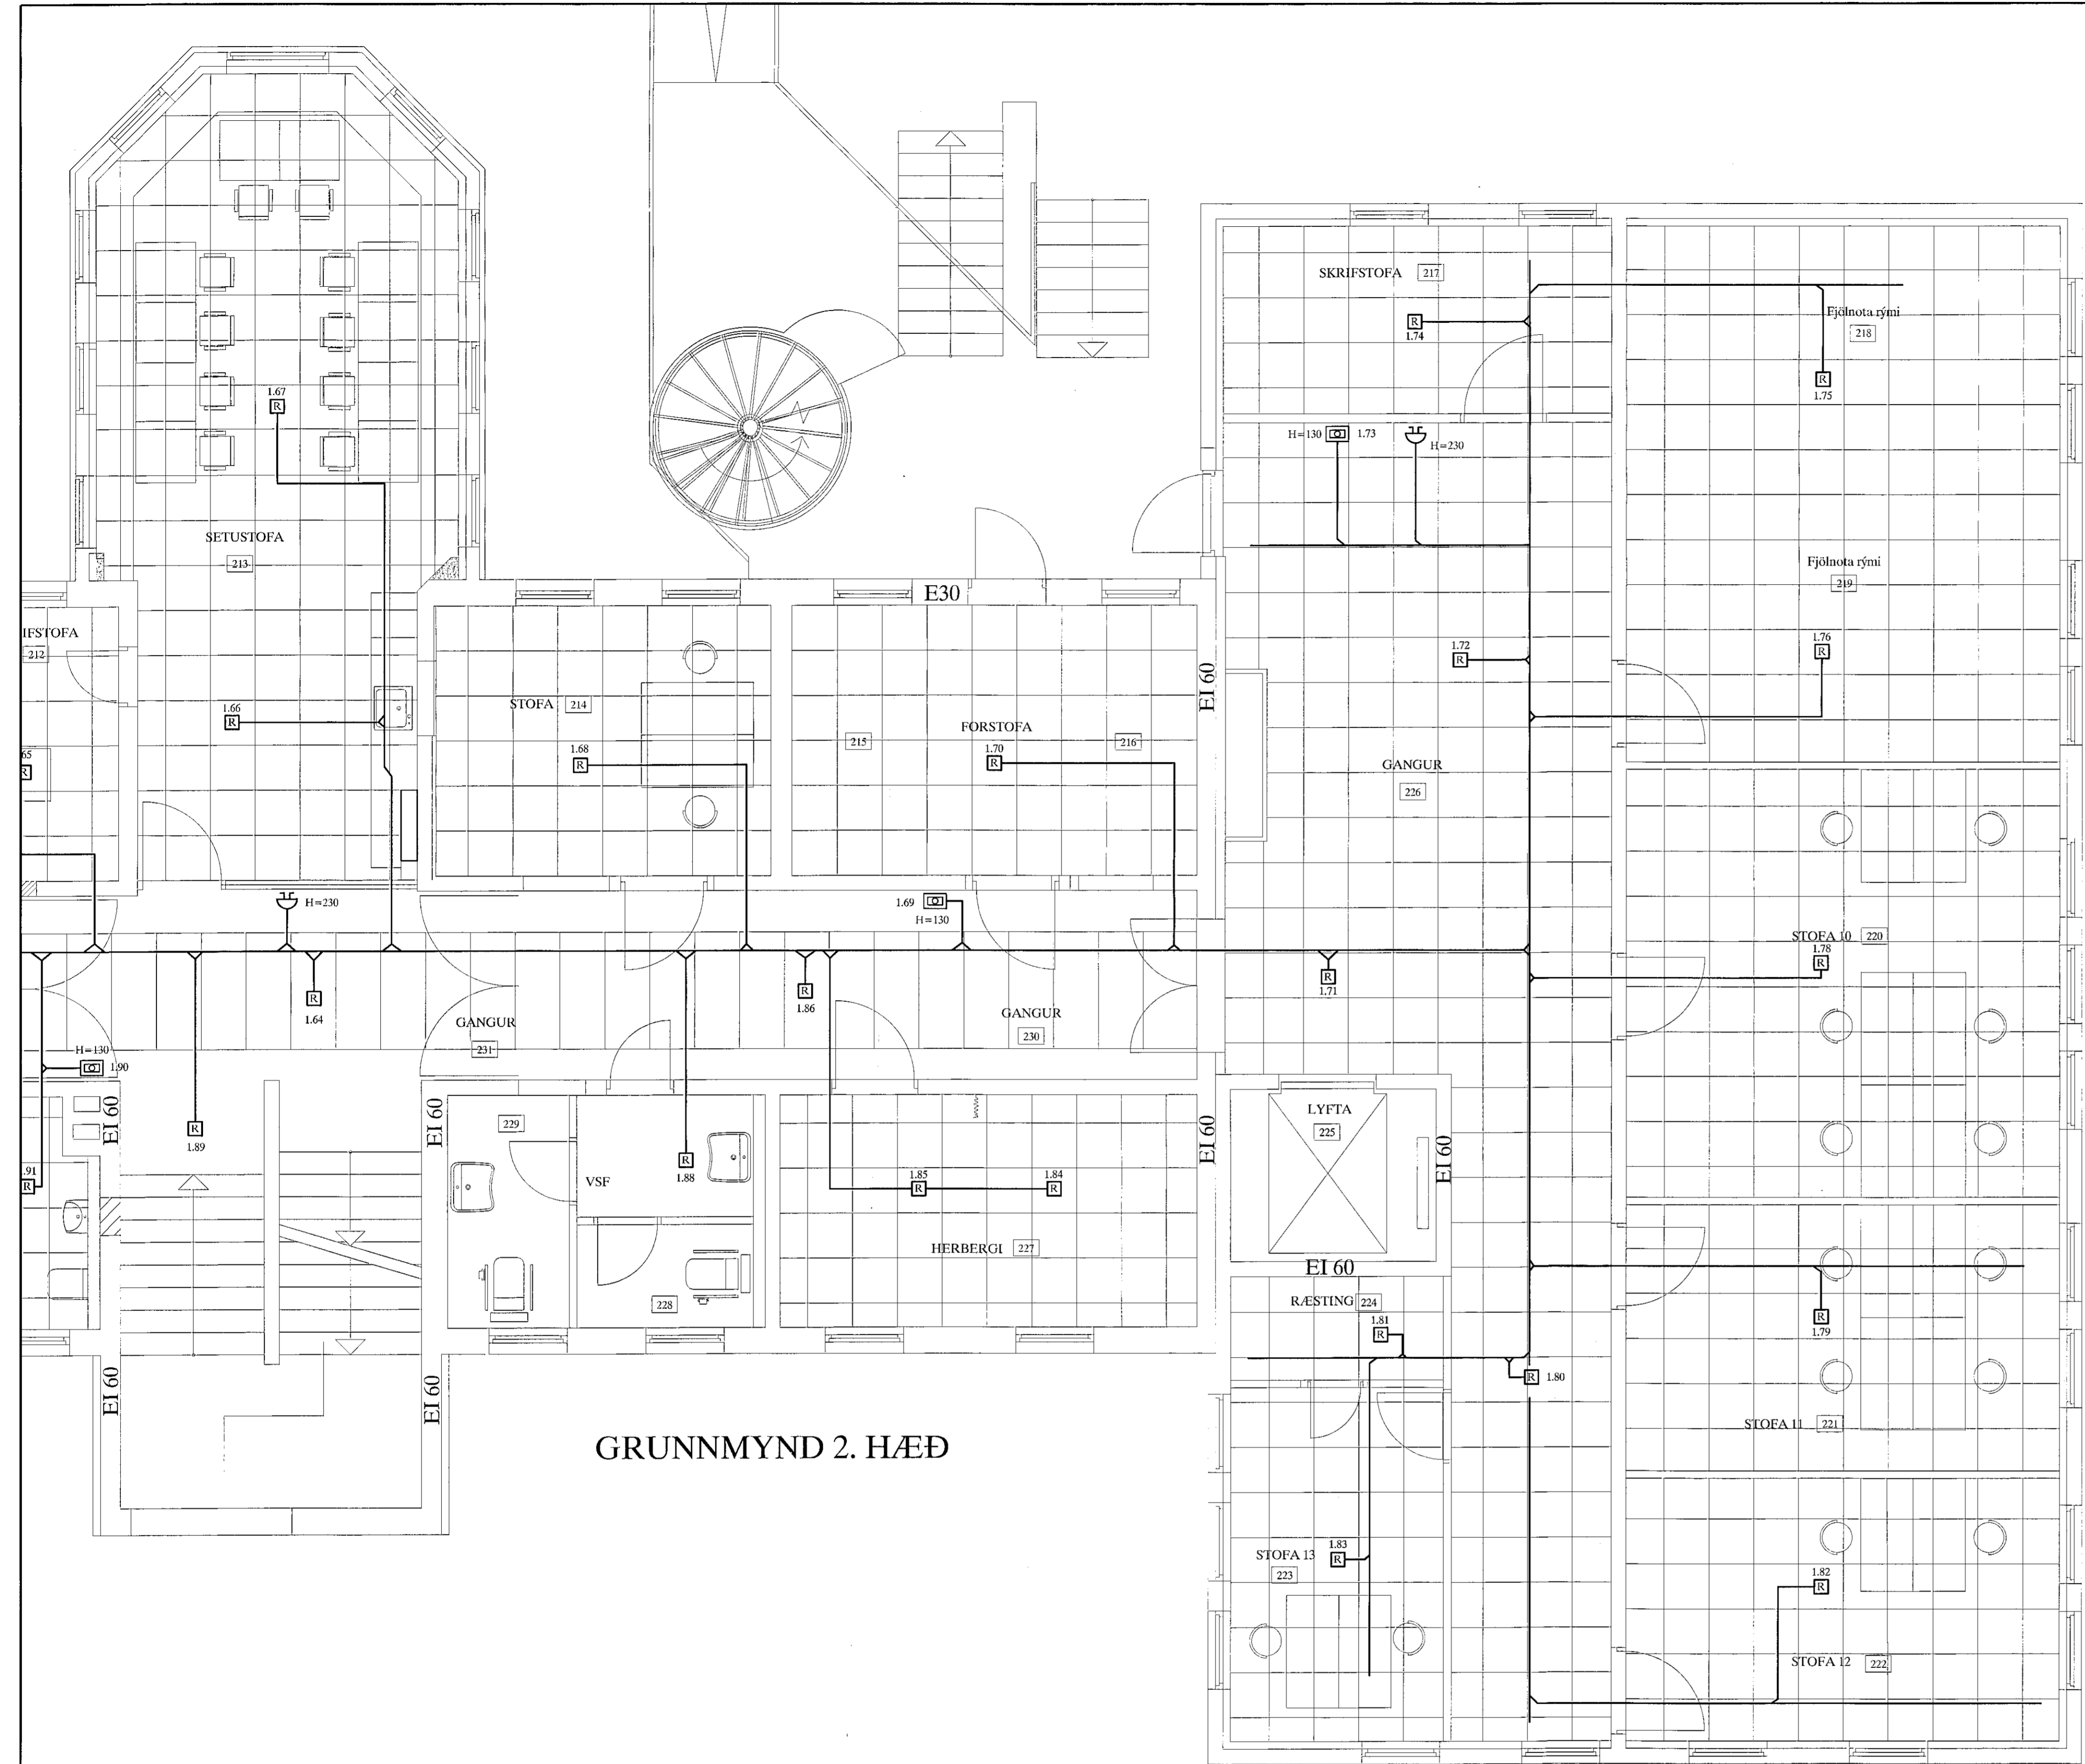 SKRIFSTOFA 217
R
1.74
Fjölnota rými
218
R
1.75
1.67
R
H=130 1.73
H=230
SETUSTOFA
213
Fjölnota rými
219
E30
IFSTOFA
212
1.76
R
1.72
R
EI 60
1.66
R
STOFA 214
FORSTOFA
215
216
1.68
R
1.70
R
65
R
GANGUR
226
H=230
1.69
H=130
STOFA 10 220
1.78
R
R
1.64
R
1.86
R
1.71
GANGUR
231
GANGUR
230
H=130
1.90
EI 60
EI 60
EI 60
EI 60
R
1.89
229
LYFTA
225
.91
R
VSF
R
1.88
1.85
R
1.84
R
HERBERGI 227
228
EI 60
RÆSTING 224
1.81
R
R
1.79
R 1.80
EI 60
EI 60
STOFA 11 221
GRUNNMYND 2. HÆÐ
STOFA 13
223
1.83
R
1.82
R
STOFA 12 222